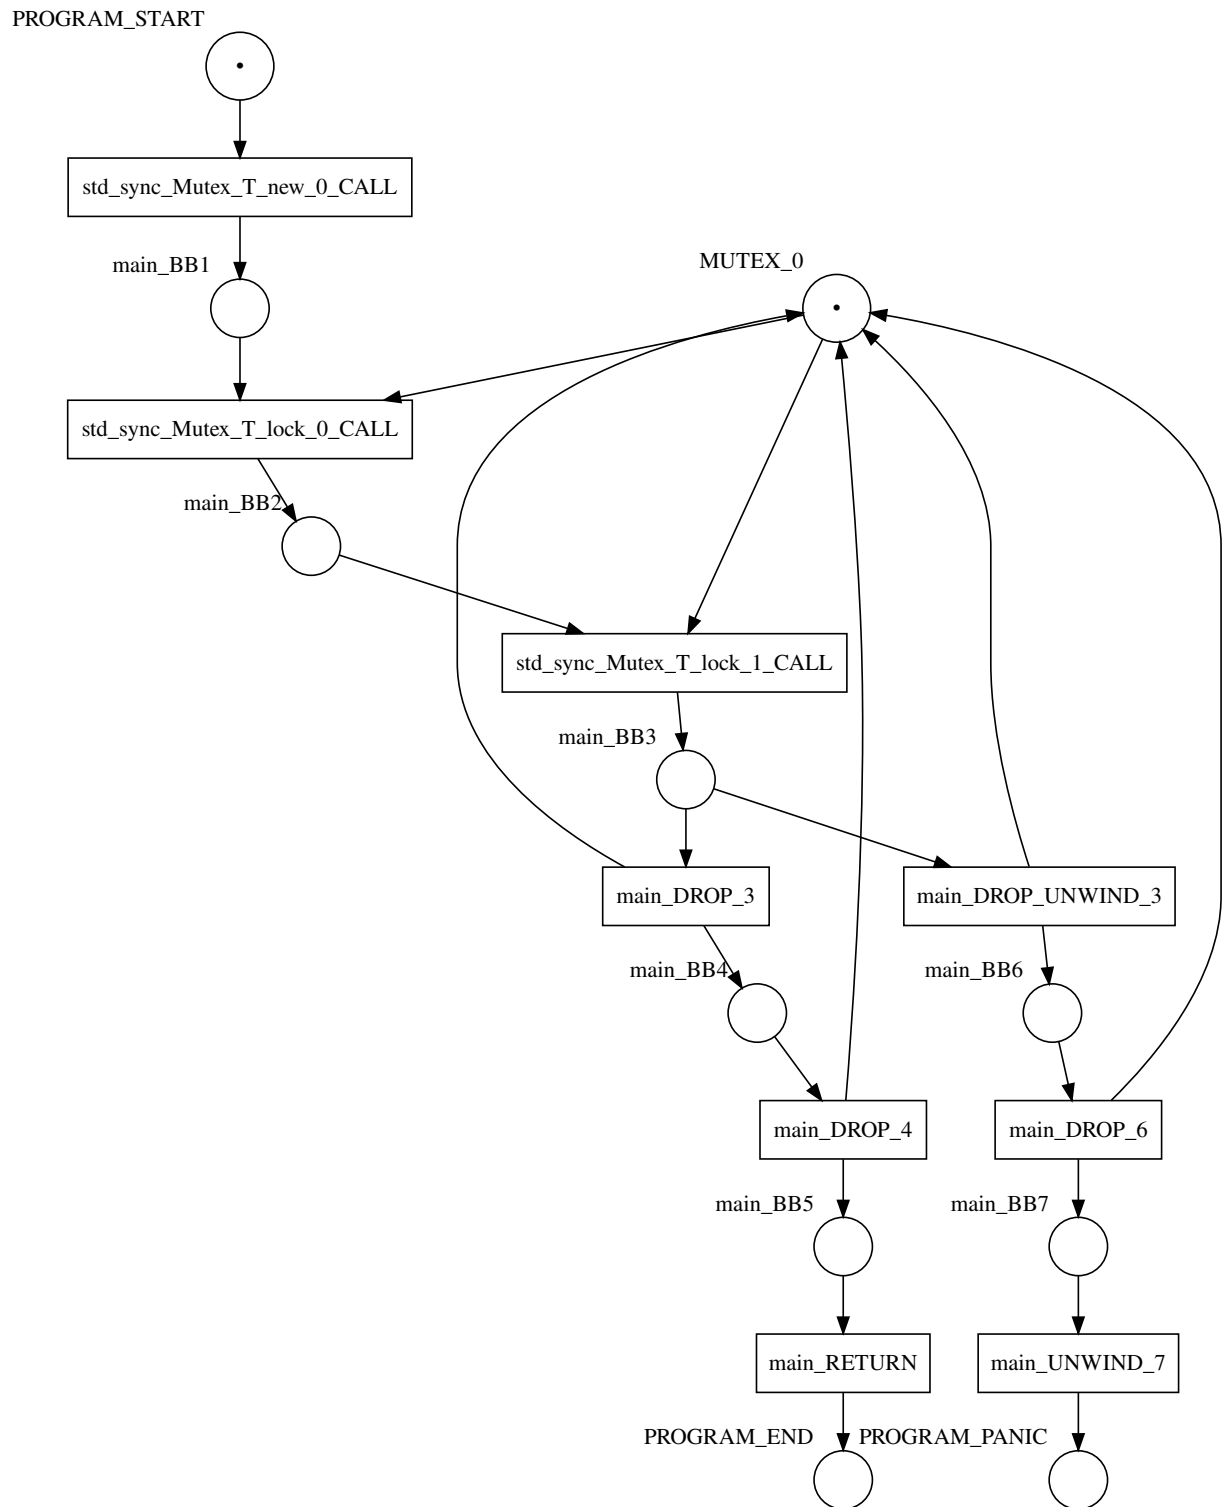 PROGRAM_START
std_sync_Mutex_T_new_0_CALL
main_BB1
MUTEX_0
std_sync_Mutex_T_lock_0_CALL
main_BB2
std_sync_Mutex_T_lock_1_CALL
main_BB3
main_DROP_3
main_DROP_UNWIND_3
main_BB4
main_BB6
main_DROP_4
main_DROP_6
main_BB5
main_BB7
main_RETURN
main_UNWIND_7
PROGRAM_END
PROGRAM_PANIC